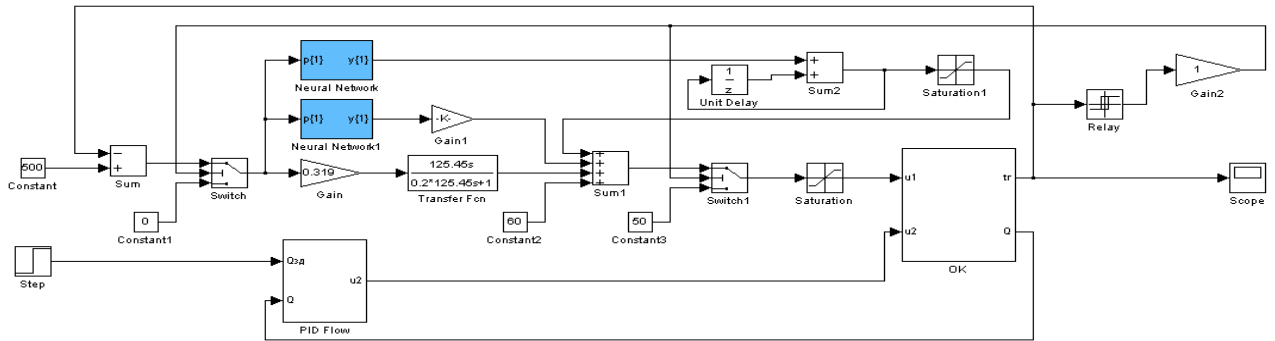 p{1} y{1}
Neural Network
1
z
Unit Delay
+
+
Sum2
Saturation1
1
Gain2
Relay
p{1} y{1}
Neural Network1
-K-
Gain1
500
Constant
−
+
Sum
Switch
0.319
Gain
125.45s
0.2*125.45s+1
Transfer Fcn
+
+
+
+
Sum1
Switch1
Saturation
u1 tr
u2 Q
OK
Scope
0
Constant1
60
Constant2
50
Constant3
Step
Qзд
u2
Q
PID Flow